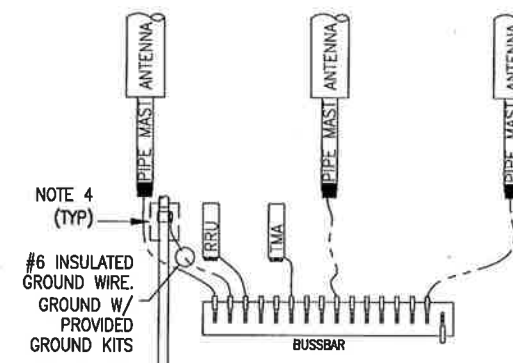 PIPE MAST ANTENNA
PIPE MAST ANTENNA
PIPE MAST ANTENNA
NOTE 4
(TYP)
RRU
TMA
#6 INSULATED
GROUND WIRE.
GROUND W/
PROVIDED
GROUND KITS
BUSSBAR